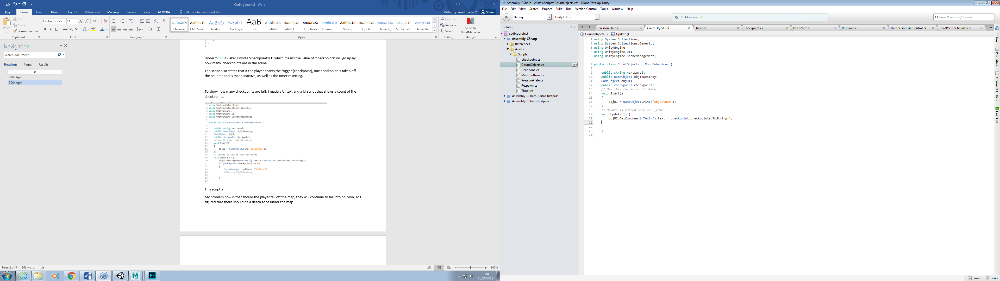 Coding Journal - Word
Pitter, Tyreese Charles 2
Share
File
Home
Insert
Design
Layout
References
Mailings
Review
View
ACROBAT
Tell me what you want to do...
Paste
Cut
Copy
Format Painter
Clipboard
Calibri (Body)
11
Font
Paragraph
AaBbCcDc
¶ Normal
AaBbCcDc
¶ No Spac...
AaBbCc
Heading 1
AaBbCcD
Heading 2
AaB
Title
AaBbCcD
Subtitle
AaBbCcDc
Subtle Em...
AaBbCcDc
Emphasis
AaBbCcDc
Intense E...
AaBbCcDc
Strong
AaBbCcDc
Quote
AaBbCcDc
Intense Q...
AABBCCDD
Subtle Ref...
AABBCCDE
Intense Re...
Styles
Find
Replace
Select
Editing
Send to
MindManager
Mindjet
Navigation
Search document
Headings
Pages
Results
29th April
30th April
Under “void Awake” I wrote ‘checkpoints++’ which means the value of ‘checkpoints’ will go up by
how many checkpoints are in the scene.
The script also states that if the player enters the trigger (checkpoint), one checkpoint is taken off
the counter and is made inactive, as well as the timer resetting.
To show how many checkpoints are left, I made a UI text and a UI script that shows a count of the
checkpoints,
1 using System.Collections;
2 using System.Collections.Generic;
3 using UnityEngine;
4 using UnityEngine.UI;
5 using UnityEngine.SceneManagement;
6
7 public class CountObjects : MonoBehaviour {
8
9 public string nextLevel;
10 public GameObject objToDestroy;
11 GameObject objUI;
12 public checkpoint checkpoint;
13 // Use this for initialization
14 void Start()
15 {
16 objUI = GameObject.Find("ObjectNum");
17 }
18 // Update is called once per frame
19 void Update () {
20 objUI.GetComponent<Text>().text = checkpoint.checkpoints.ToString();
21 if (checkpoint.checkpoints == 0)
22 {
23 SceneManager.LoadScene ("EndGame");
24 //Destroy(objToDestroy);
25
26 }
27
This script a
My problem now is that should the player fall off the map, they will continue to fall into oblivion, so I
figured that there should be a death zone under the map.
Page 2 of 5
561 words
100%
19:04
16/05/2019
Assembly-CSharp - Assets\Scripts\CountObjects.cs* - MonoDevelop-Unity
File
Edit
View
Search
Project
Build
Run
Version Control
Tools
Window
Help
Debug
Unity Editor
Build successful.
Press 'Control+,' to search
Solution
codingproject
Assembly-CSharp
References
Assets
Scripts
checkpoint.cs
CountObjects.cs
DeadZone.cs
MenuButtons.cs
PressurePlate.cs
Respawn.cs
Timer.cs
Assembly-CSharp-Editor-firstpass
Assembly-CSharp-firstpass
PressurePlate.cs
CountObjects.cs
Timer.cs
checkpoint.cs
DeadZone.cs
Respawn.cs
ThirdPersonUserControl.cs
ThirdPersonCharacter.cs
CountObjects
Update ()
1 using System.Collections;
2 using System.Collections.Generic;
3 using UnityEngine;
4 using UnityEngine.UI;
5 using UnityEngine.SceneManagement;
6
7 public class CountObjects : MonoBehaviour {
8
9 public string nextLevel;
10 public GameObject objToDestroy;
11 GameObject objUI;
12 public checkpoint checkpoint;
13 // Use this for initialization
14 void Start()
15 {
16 objUI = GameObject.Find("ObjectNum");
17 }
18 // Update is called once per frame
19 void Update () {
20 objUI.GetComponent<Text>().text = checkpoint.checkpoints.ToString();
21
22
23 }
24 }
Toolbox
Properties
Document Outline
Unit Tests
Errors
Tasks